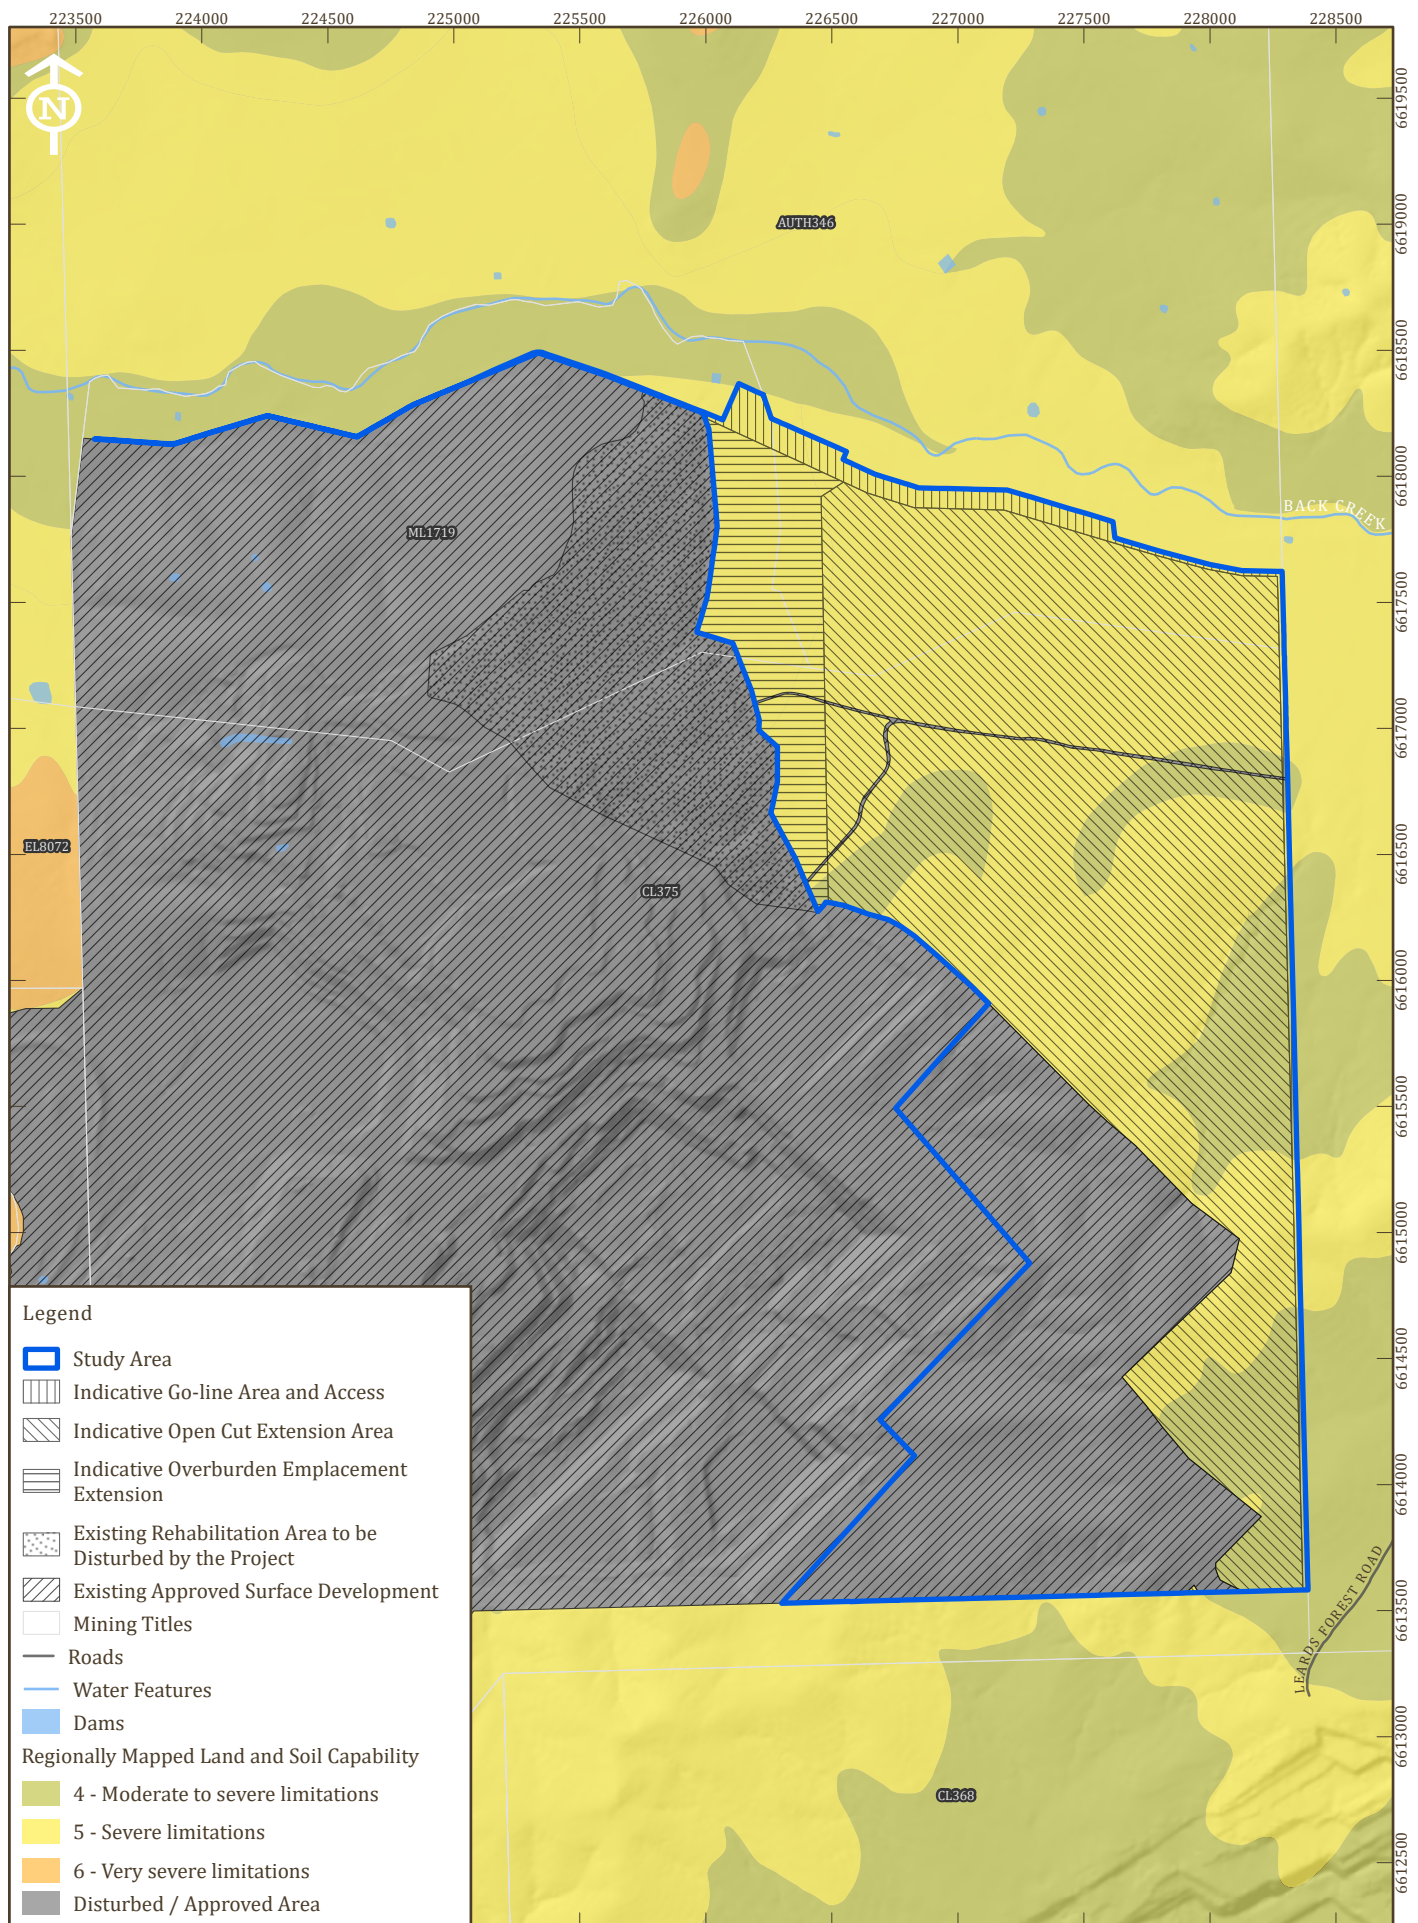 223500 224000 224500 225000 225500 226000 226500 227000 227500 228000 228500
N
6619500
AUTH346
6619000
6618500
6618000
BACK CREEK
ML1719
6617500
6617000
EL8072
6616500
CL375
6616000
6615500
6615000
6614500
6614000
6613500
LEARDS FOREST ROAD
6613000
CL368
6612500
Legend
Study Area
Indicative Go-line Area and Access
Indicative Open Cut Extension Area
Indicative Overburden Emplacement
Extension
Existing Rehabilitation Area to be
Disturbed by the Project
Existing Approved Surface Development
Mining Titles
Roads
Water Features
Dams
Regionally Mapped Land and Soil Capability
4 - Moderate to severe limitations
5 - Severe limitations
6 - Very severe limitations
Disturbed / Approved Area